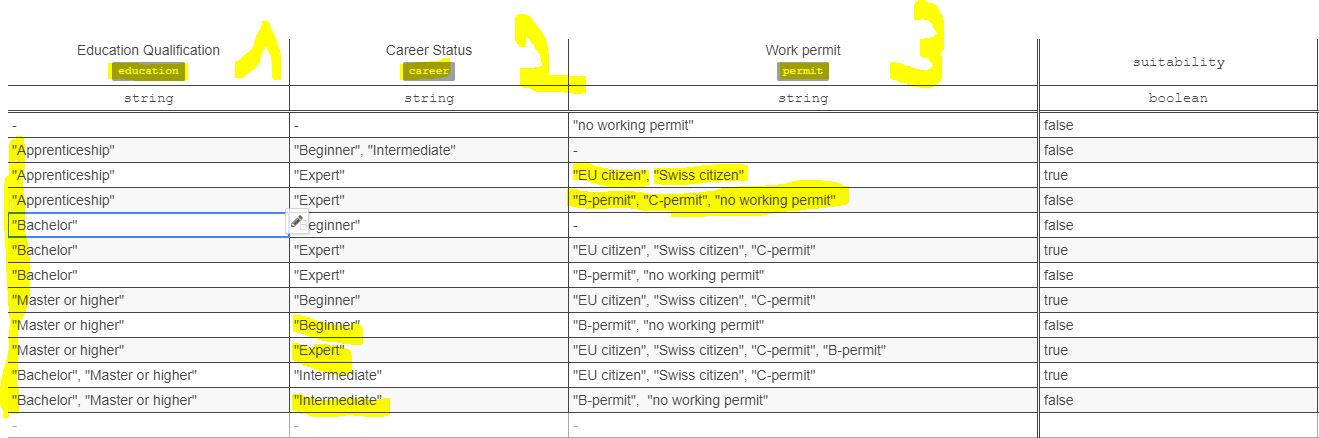 1 2 3
Education Qualification Career Status Work permit
education career permit suitability
string string string boolean
- - "no working permit" false
"Apprenticeship" "Beginner", "Intermediate" - false
"Apprenticeship" "Expert" "EU citizen", "Swiss citizen" true
"Apprenticeship" "Expert" "B-permit", "C-permit", "no working permit" false
"Bachelor" eginner" - false
"Bachelor" "Expert" "EU citizen", "Swiss citizen", "C-permit" true
"Bachelor" "Expert" "B-permit", "no working permit" false
"Master or higher" "Beginner" "EU citizen", "Swiss citizen", "C-permit" true
"Master or higher" "Beginner" "B-permit", "no working permit" false
"Master or higher" "Expert" "EU citizen", "Swiss citizen", "C-permit", "B-permit" true
"Bachelor", "Master or higher" "Intermediate" "EU citizen", "Swiss citizen", "C-permit" true
"Bachelor", "Master or higher" "Intermediate" "B-permit", "no working permit" false
- - -